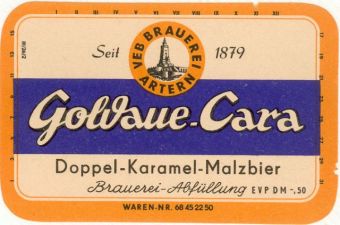 VEB BRAUEREI
ARTERN
Seit 1879
Goldaue-Cara
Doppel-Karamel-Malzbier
Brauerei-Abfüllung EVP DM -,50
WAREN-NR. 68 45 22 50